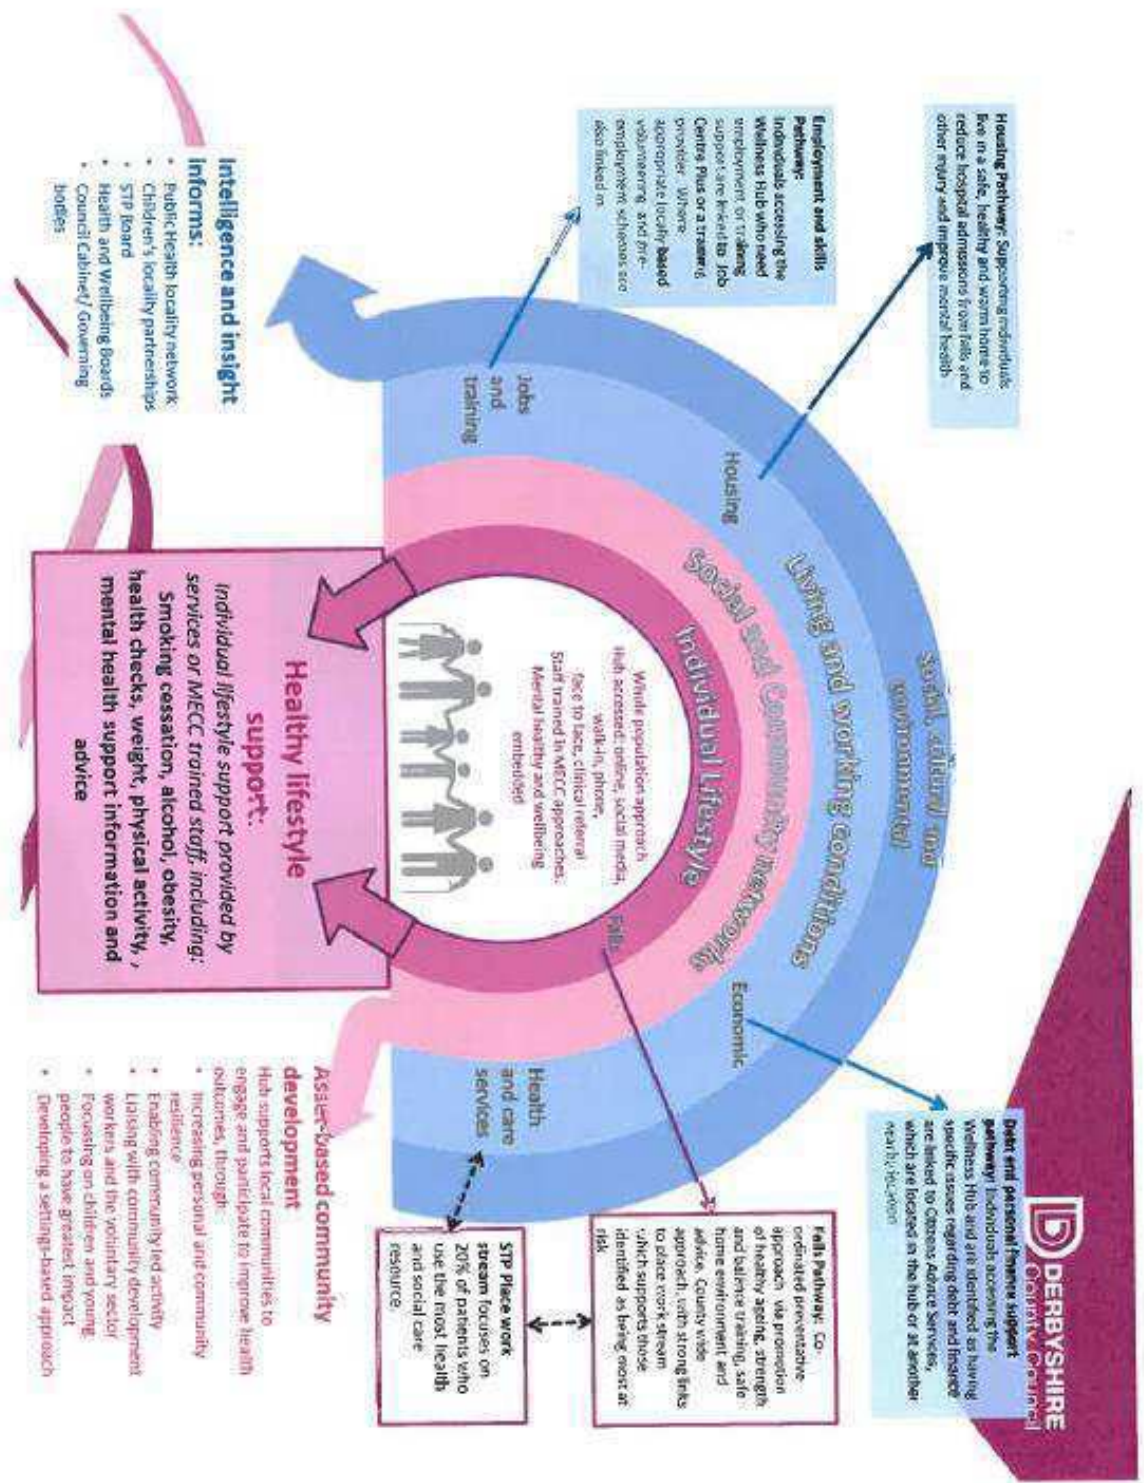 DERBYSHIRE
County Council
Housing Pathway: Supporting individuals
live in a safe, healthy and warm home to
reduce hospital admissions from falls and
other injury and improve mental health
Employment and skills
Pathway:
Individuals accessing the
Wellness Hub who need
employment or training
support are linked to Job
Centre Plus or a training
provider. Where
appropriate locally based
volunteering and pre-
employment schemes are
also linked in
social, cultural and
environmental
Living and working conditions
Social and Community networks
Individual Lifestyle
Housing
Jobs
and
training
Economic
Health
and care
services
Falls
Whole population approach
Hub accessed: online, social media,
walk-in, phone,
face to face, clinical referral
Staff trained in MECC approaches.
Mental healthy and wellbeing
embedded
Debt and personal finance support
pathway: Individuals accessing the
Wellness Hub and are identified as having
specific issues regarding debt and finance
are linked to Citizens Advice Services,
which are located in the hub or at another
nearby location
Falls Pathway: Co-
ordinated preventative
approach via promotion
of healthy ageing, strength
and balance training, safe
home environment and
advice. County wide
approach, with strong links
to place work stream
which supports those
identified as being most at
risk
STP Place work
stream focuses on
20% of patients who
use the most health
and social care
resource.
Intelligence and insight
informs:
• Public Health locality network
• Children's locality partnerships
• STP Board
• Health and Wellbeing Boards
• Council Cabinet/ Governing
bodies
Healthy lifestyle
support:
Individual lifestyle support provided by
services or MECC trained staff, including:
Smoking cessation, alcohol, obesity,
health checks, weight, physical activity, ,
mental health support information and
advice
Asset-based community
development
Hub supports local communities to
engage and participate to improve health
outcomes, through:
• Increasing personal and community
resilience
• Enabling community led activity
• Liaising with community development
workers and the voluntary sector
• Focussing on children and young
people to have greatest impact
• Developing a settings-based approach